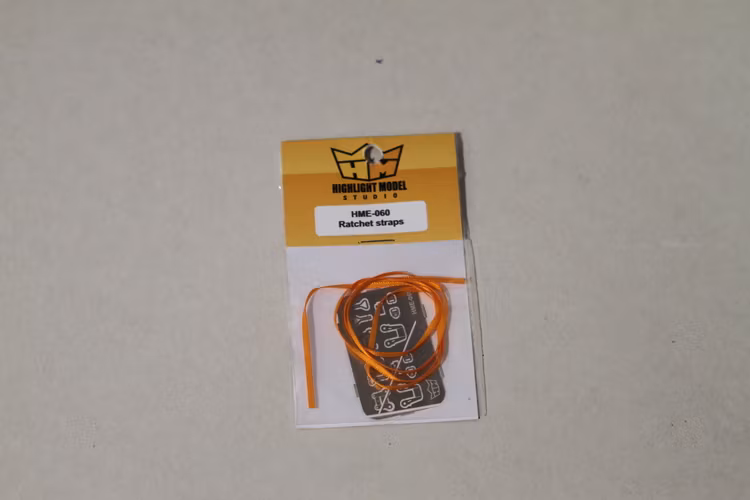 HM
HIGHLIGHT MODEL
STUDIO
HME-060
Ratchet straps